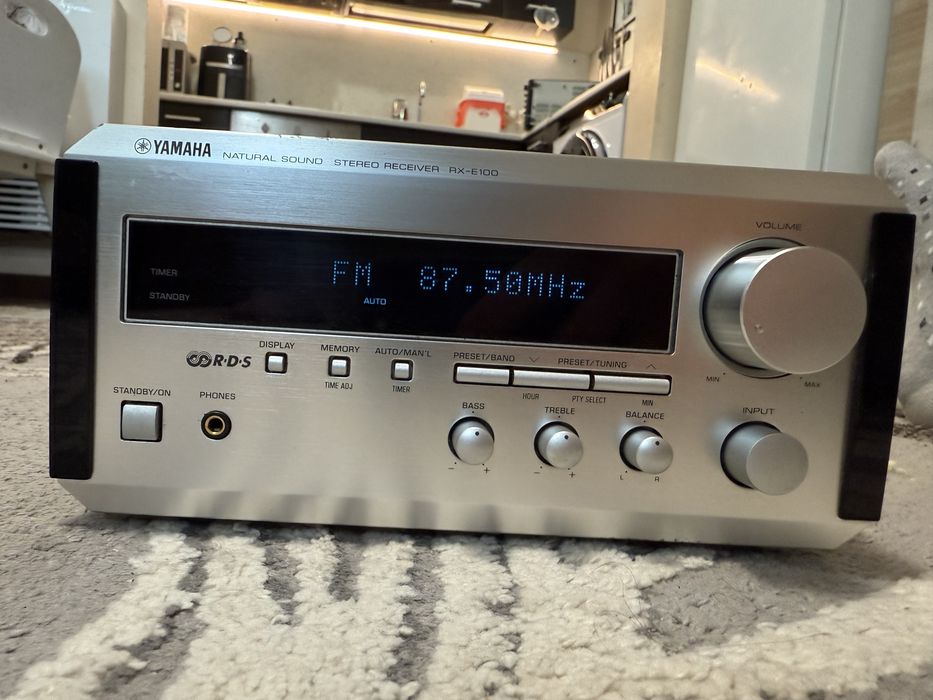 YAMAHA NATURAL SOUND STEREO RECEIVER RX-E100
VOLUME
TIMER
FM 87.50MHz
STANDBY
AUTO
MIN
MAX
R·D·S
DISPLAY
MEMORY
AUTO/MAN'L
PRESET/BAND
PRESET/TUNING
TIME ADJ
TIMER
HOUR
PTY SELECT
MIN
STANDBY/ON
PHONES
BASS
TREBLE
BALANCE
INPUT
- +
- +
L R